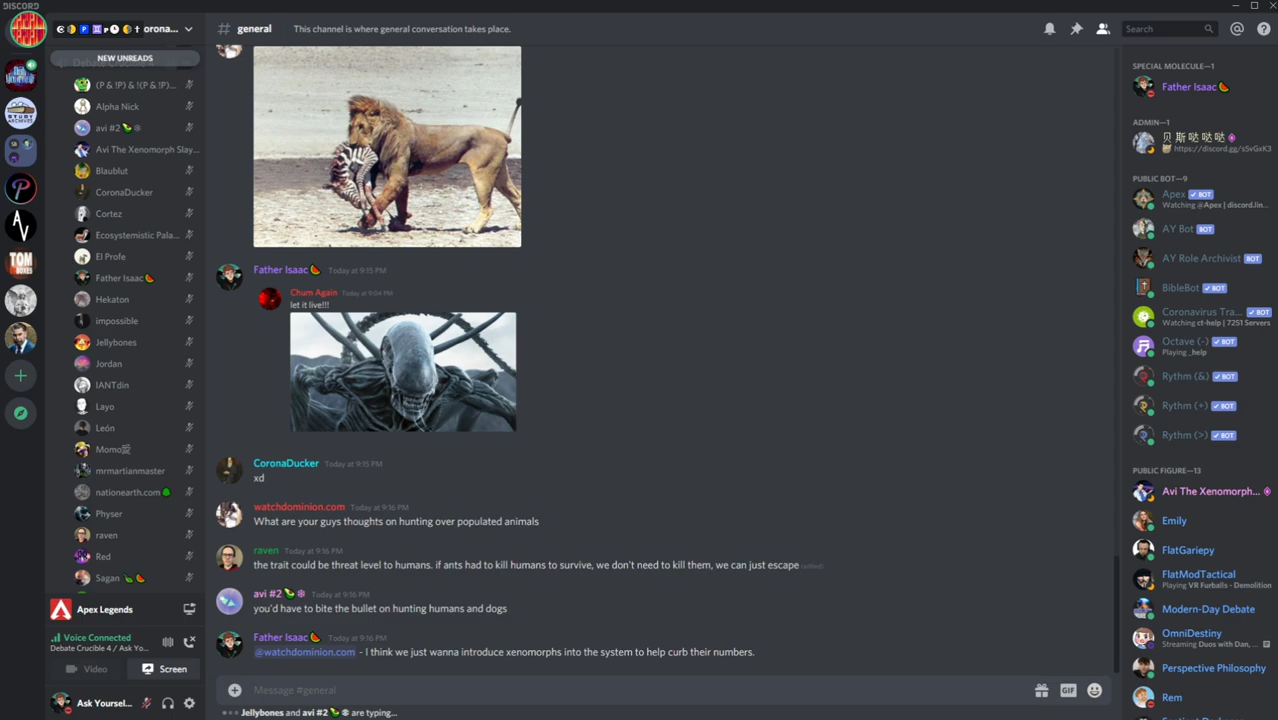 DISCORD
orona...
# general
This channel is where general conversation takes place.
Search
NEW UNREADS
(P & !P) & !(P & !P)...
Alpha Nick
avi #2
Avi The Xenomorph Slay...
Blaublut
CoronaDucker
Cortez
Ecosystemistic Pala...
El Profe
Father Isaac
Hekaton
impossible
Jellybones
Jordan
lANTdin
Layo
León
Momo
mrmartianmaster
nationearth.com
Physer
raven
Red
Sagan
STUDY
ARCHIVES
AV
TOM
BOXES
Apex Legends
Voice Connected
Debate Crucible 4 / Ask Yo...
Video
Screen
Ask Yoursel...
Father Isaac Today at 9:15 PM
Chum Again Today at 9:04 PM
let it live!!!
CoronaDucker Today at 9:15 PM
xd
watchdominion.com Today at 9:16 PM
What are your guys thoughts on hunting over populated animals
raven Today at 9:16 PM
the trait could be threat level to humans. if ants had to kill humans to survive, we don't need to kill them, we can just escape (edited)
avi #2 Today at 9:16 PM
you'd have to bite the bullet on hunting humans and dogs
Father Isaac Today at 9:16 PM
@watchdominion.com - I think we just wanna introduce xenomorphs into the system to help curb their numbers.
Message #general
GIF
Jellybones and avi #2 are typing...
SPECIAL MOLECULE—1
Father Isaac
ADMIN—1
贝斯哒哒哒
https://discord.gg/sSvGxK3
PUBLIC BOT—9
Apex BOT
Watching @Apex | discord.lin...
AY Bot BOT
AY Role Archivist BOT
BibleBot BOT
Coronavirus Tra... BOT
Watching ct-help | 7251 Servers
Octave (-) BOT
Playing _help
Rythm (&) BOT
Rythm (+) BOT
Rythm (>) BOT
PUBLIC FIGURE—13
Avi The Xenomorph...
Emily
FlatGariepy
FlatModTactical
Playing VR Furballs - Demolition
Modern-Day Debate
OmniDestiny
Streaming Duos with Dan, ...
Perspective Philosophy
Rem